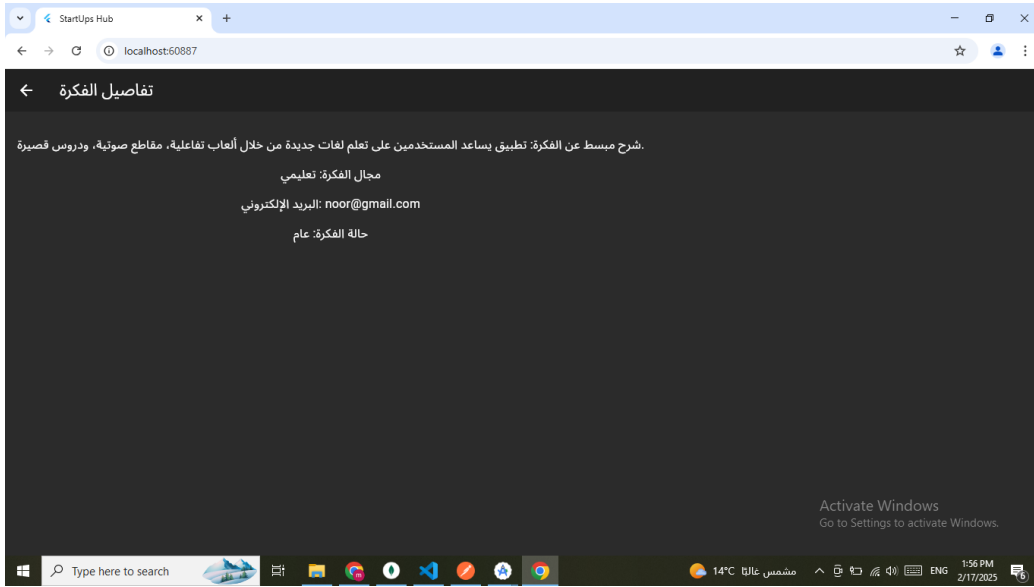 StartUps Hub
localhost:60887
تفاصيل الفكرة
شرح مبسط عن الفكرة: تطبيق يساعد المستخدمين على تعلم لغات جديدة من خلال ألعاب تفاعلية، مقاطع صوتية، ودروس قصيرة.
مجال الفكرة: تعليمي
البريد الإلكتروني: noor@gmail.com
حالة الفكرة: عام
Activate Windows
Go to Settings to activate Windows.
Type here to search
14°C مشمس غالبًا
ENG
1:56 PM
2/17/2025
6